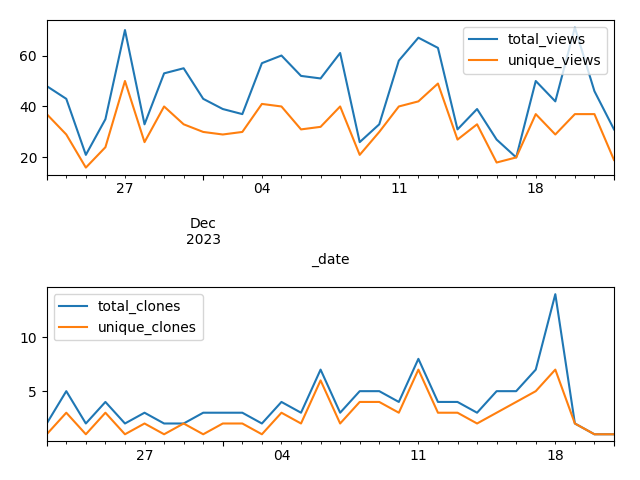 60
40
20
total_views
unique_views
27
04
11
18
Dec
2023
_date
10
5
total_clones
unique_clones
27
04
11
18